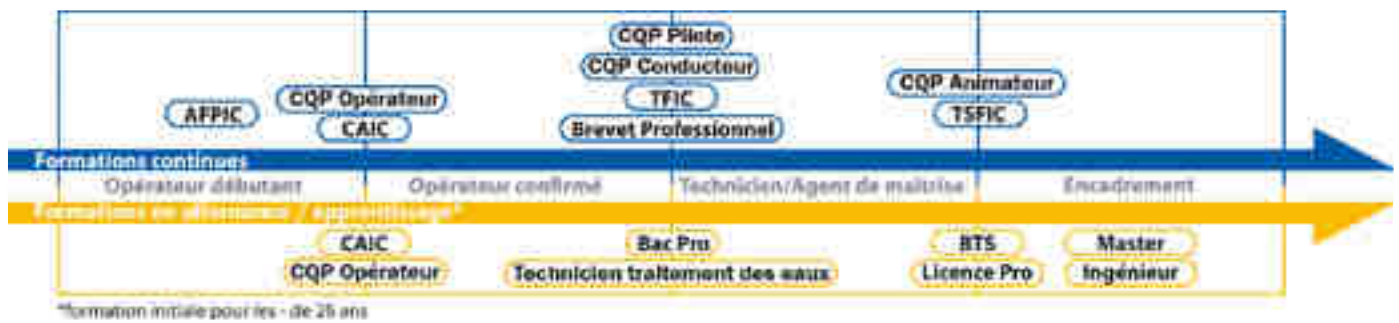 CQP Pilote
CQP Conducteur
CQP Animateur
CQP Opérateur
AFPIC
TFIC
TSFIC
CAIC
Brevet Professionnel
Formations continues
Opérateur débutant
Opérateur confirmé
Technicien/Agent de maîtrise
Encadrement
Formations en alternance / apprentissage*
CAIC
Bac Pro
BTS
Master
CQP Opérateur
Technicien traitement des eaux
Licence Pro
Ingénieur
*formation initiale pour les - de 26 ans